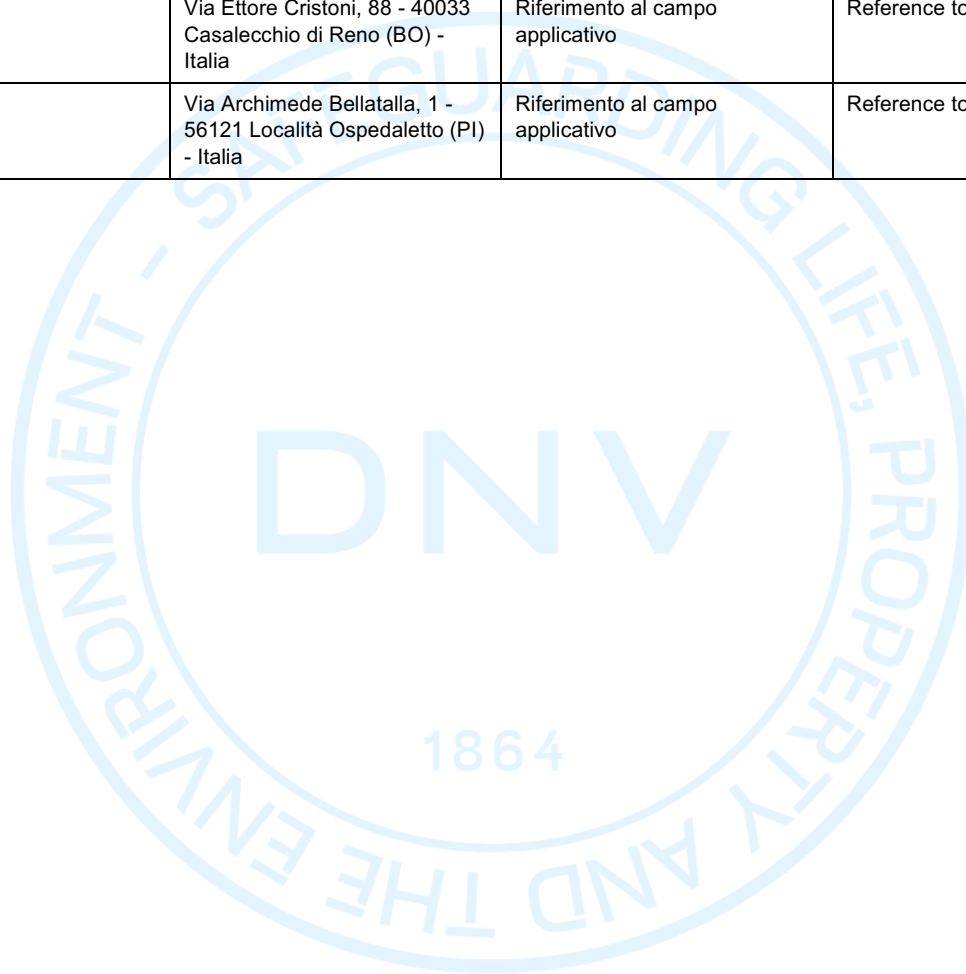 Via Ettore Cristoni, 88 - 40033
Casalecchio di Reno (BO) -
Italia
Riferimento al campo
applicativo
Reference to
Via Archimede Bellatalla, 1 -
56121 Località Ospedaletto (PI)
- Italia
Riferimento al campo
applicativo
Reference to
SAFEGUARDING LIFE, PROPERTY AND THE ENVIRONMENT -
DNV
1864